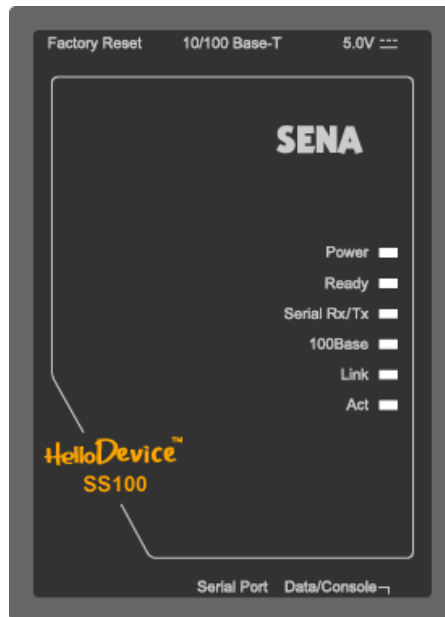 Factory Reset 10/100 Base-T 5.0V
SENA
Power
Ready
Serial Rx/Tx
100Base
Link
Act
HelloDevice™
SS100
Serial Port Data/Console